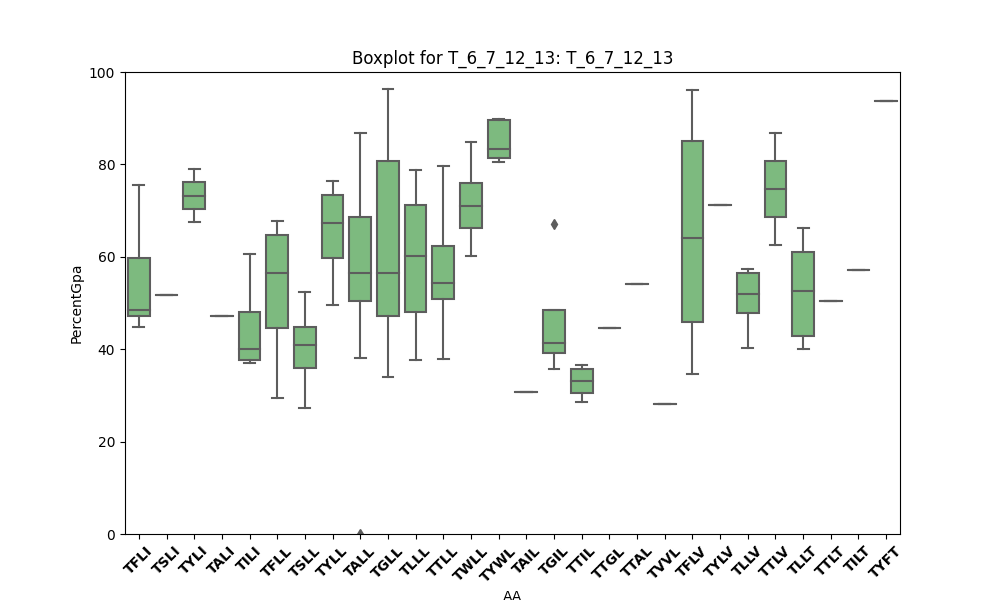 Boxplot for T_6_7_12_13: T_6_7_12_13
100
80
60
40
20
0
PercentGpa
TFLI TSLI TYLI TALI TILI TFLL TSLL TYLL TALL TGLL TLLL TTLL TWLL TYWL TAIL TGIL TTIL TTGL TTAL TVVL TFLV TYLV TLLV TTLV TLLT TTLT TILT TYFT
AA